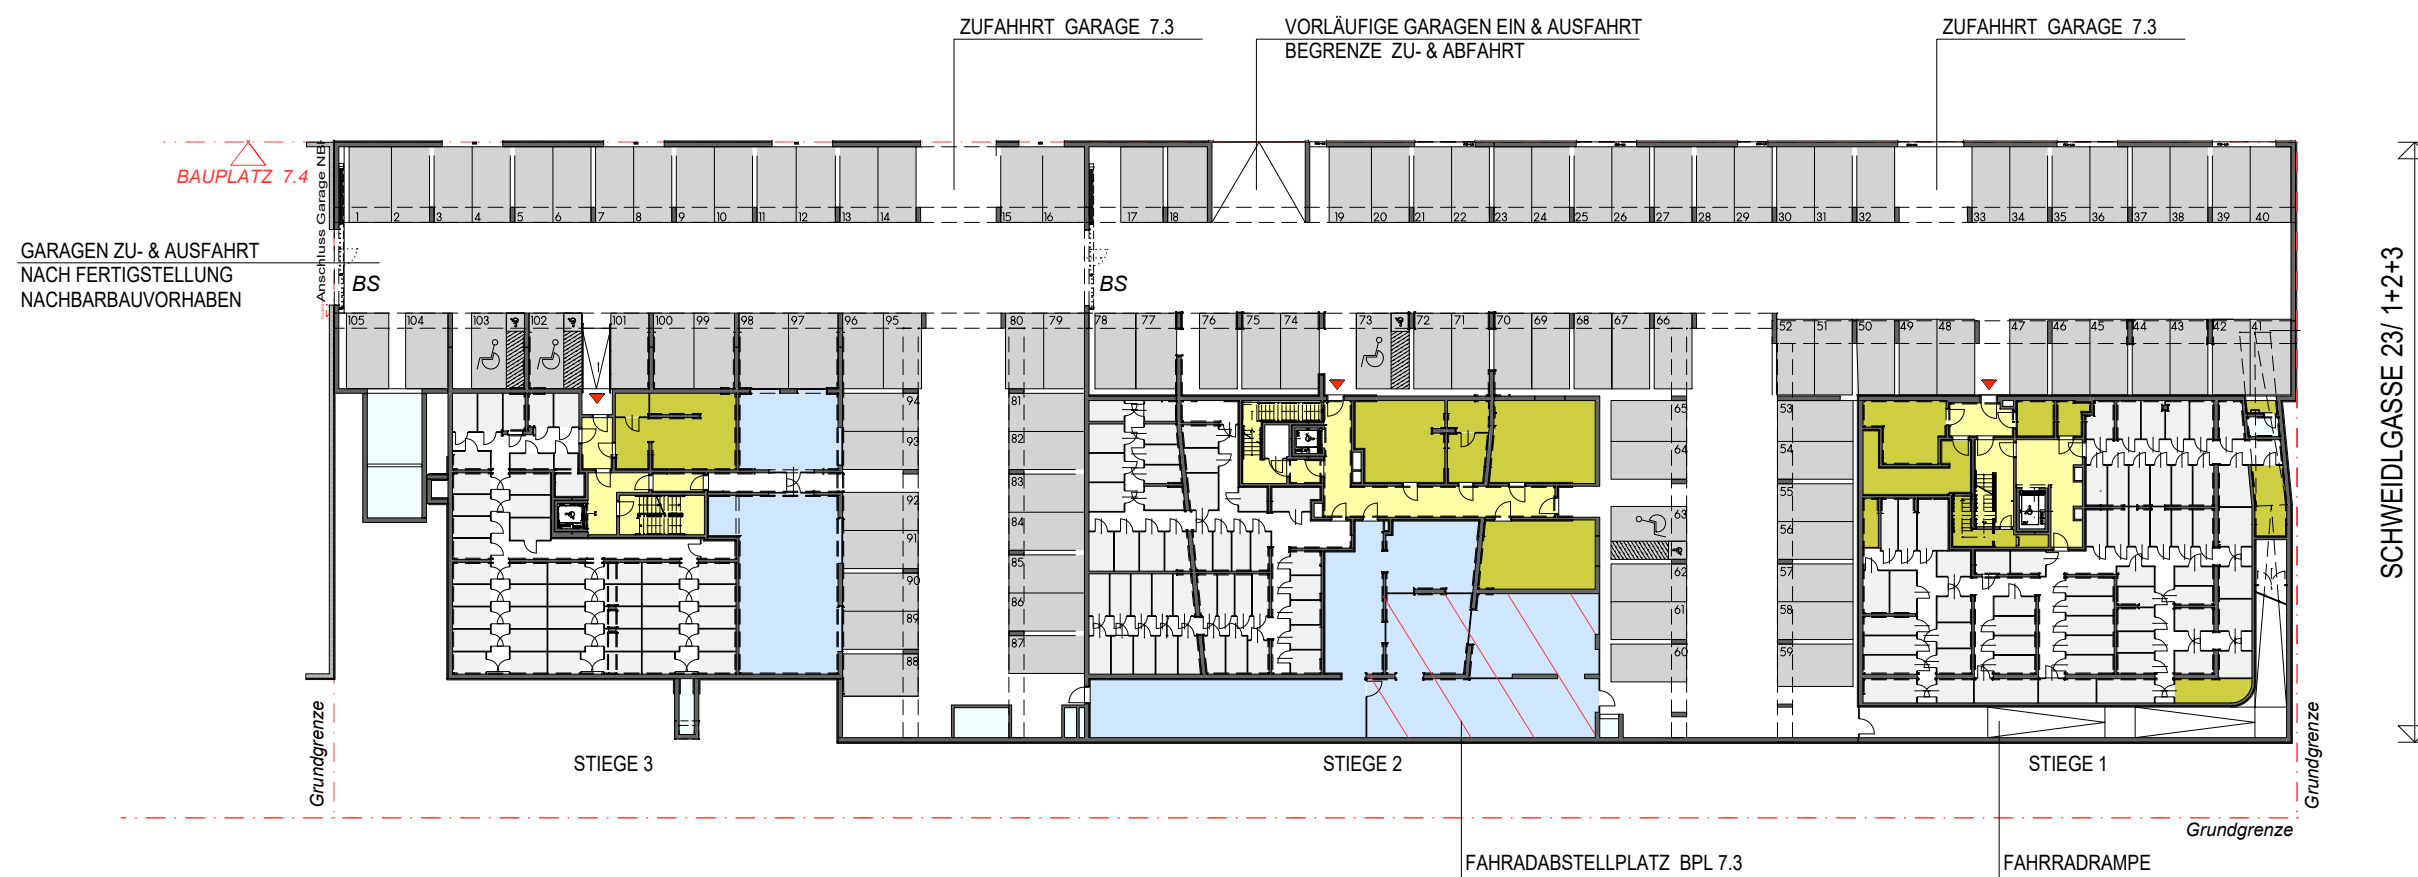 ZUFAHHRT GARAGE 7.3
VORLÄUFIGE GARAGEN EIN & AUSFAHRT
BEGRENZE ZU- & ABFAHRT
ZUFAHHRT GARAGE 7.3
BAUPLATZ 7.4
Anschluss Garage NB
GARAGEN ZU- & AUSFAHRT
NACH FERTIGSTELLUNG
NACHBARBAUVORHABEN
1 2 3 4 5 6 7 8 9 10 11 12 13 14 15 16 17 18 19 20 21 22 23 24 25 26 27 28 29 30 31 32 33 34 35 36 37 38 39 40
BS
BS
105 104 103 102 101 100 99 98 97 96 95 80 79 78 77 76 75 74 73 72 71 70 69 68 67 66 52 51 50 49 48 47 46 45 44 43 42 41
94 81 65 53
93 82 64 54
83 55
92 84 63 56
91
85
90 86 62 57
89 61 58
87
88 60 59
SCHWEIDLGASSE 23/ 1+2+3
Grundgrenze
STIEGE 3
STIEGE 2
STIEGE 1
Grundgrenze
Grundgrenze
FAHRADABSTELLPLATZ BPL 7.3
FAHRRADRAMPE